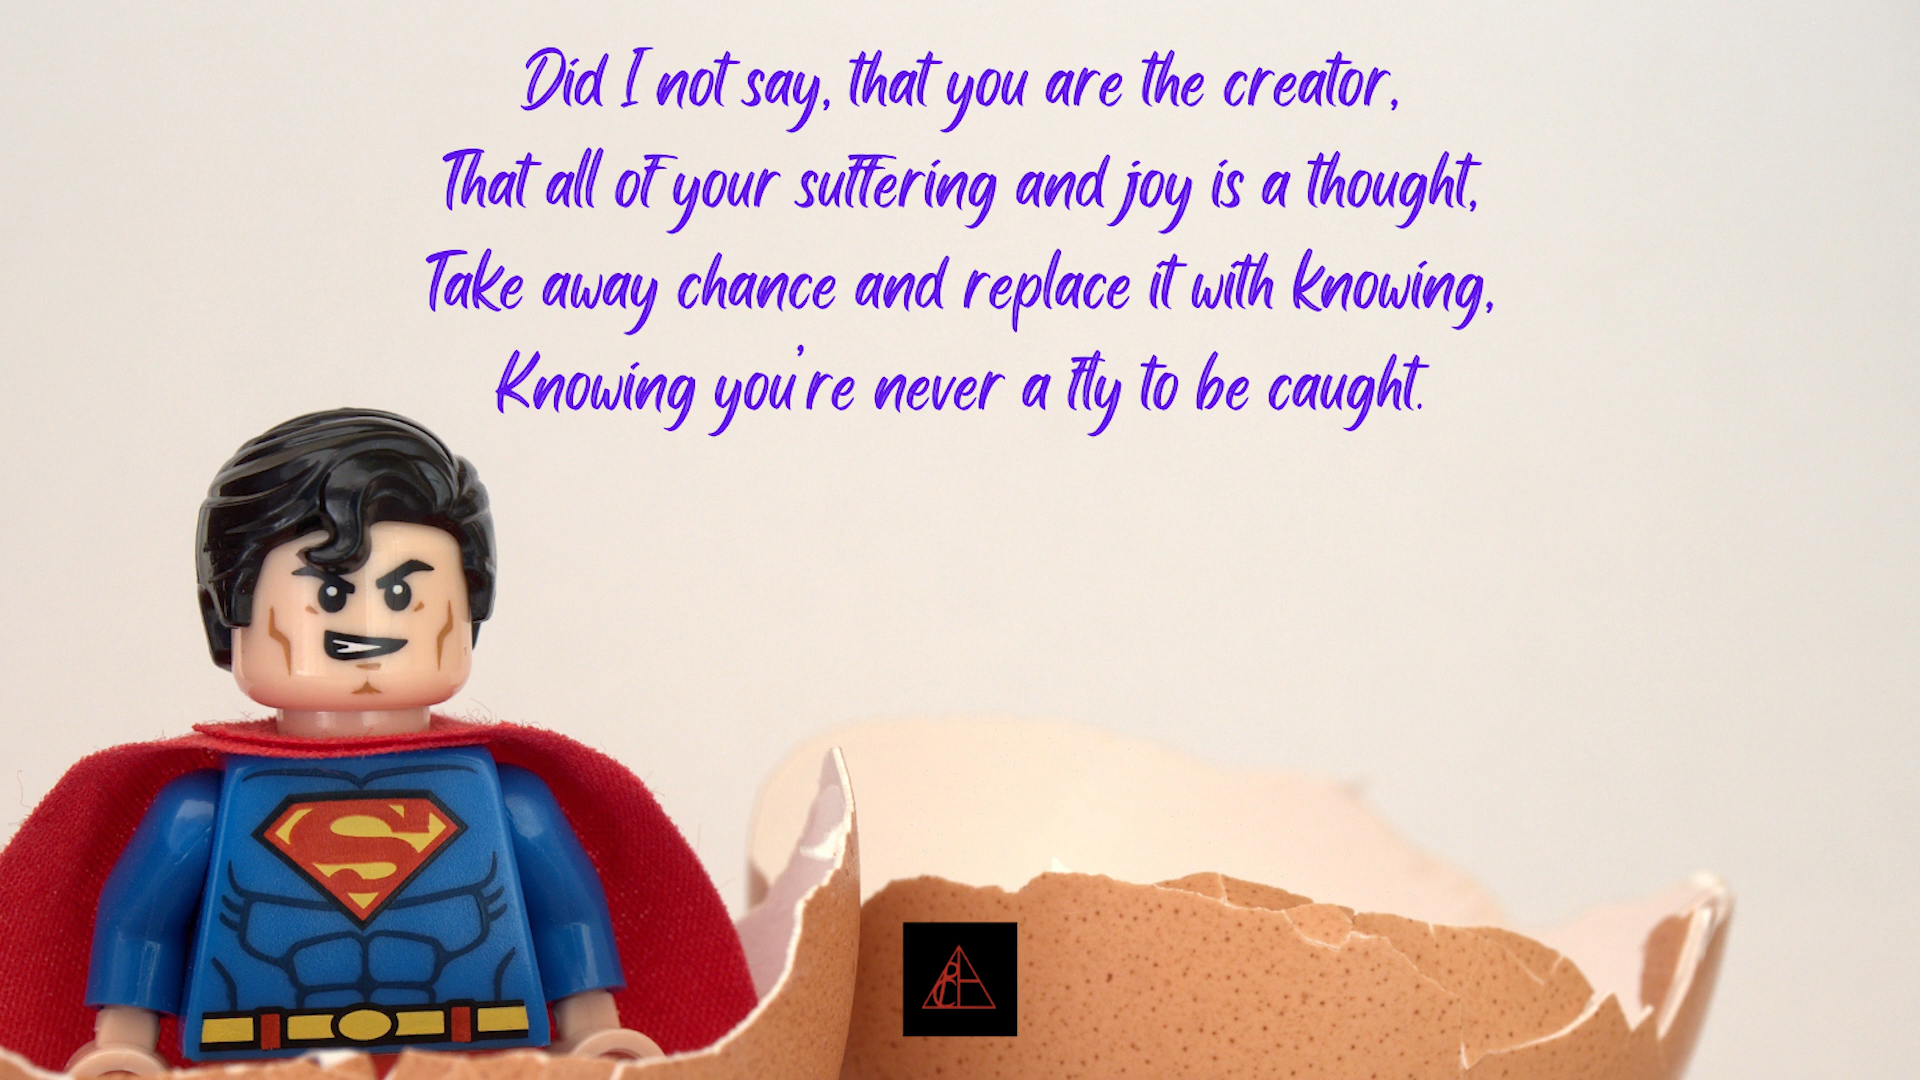 Did I not say, that you are the creator,
That all of your suffering and joy is a thought,
Take away chance and replace it with knowing,
Knowing you're never a fly to be caught.